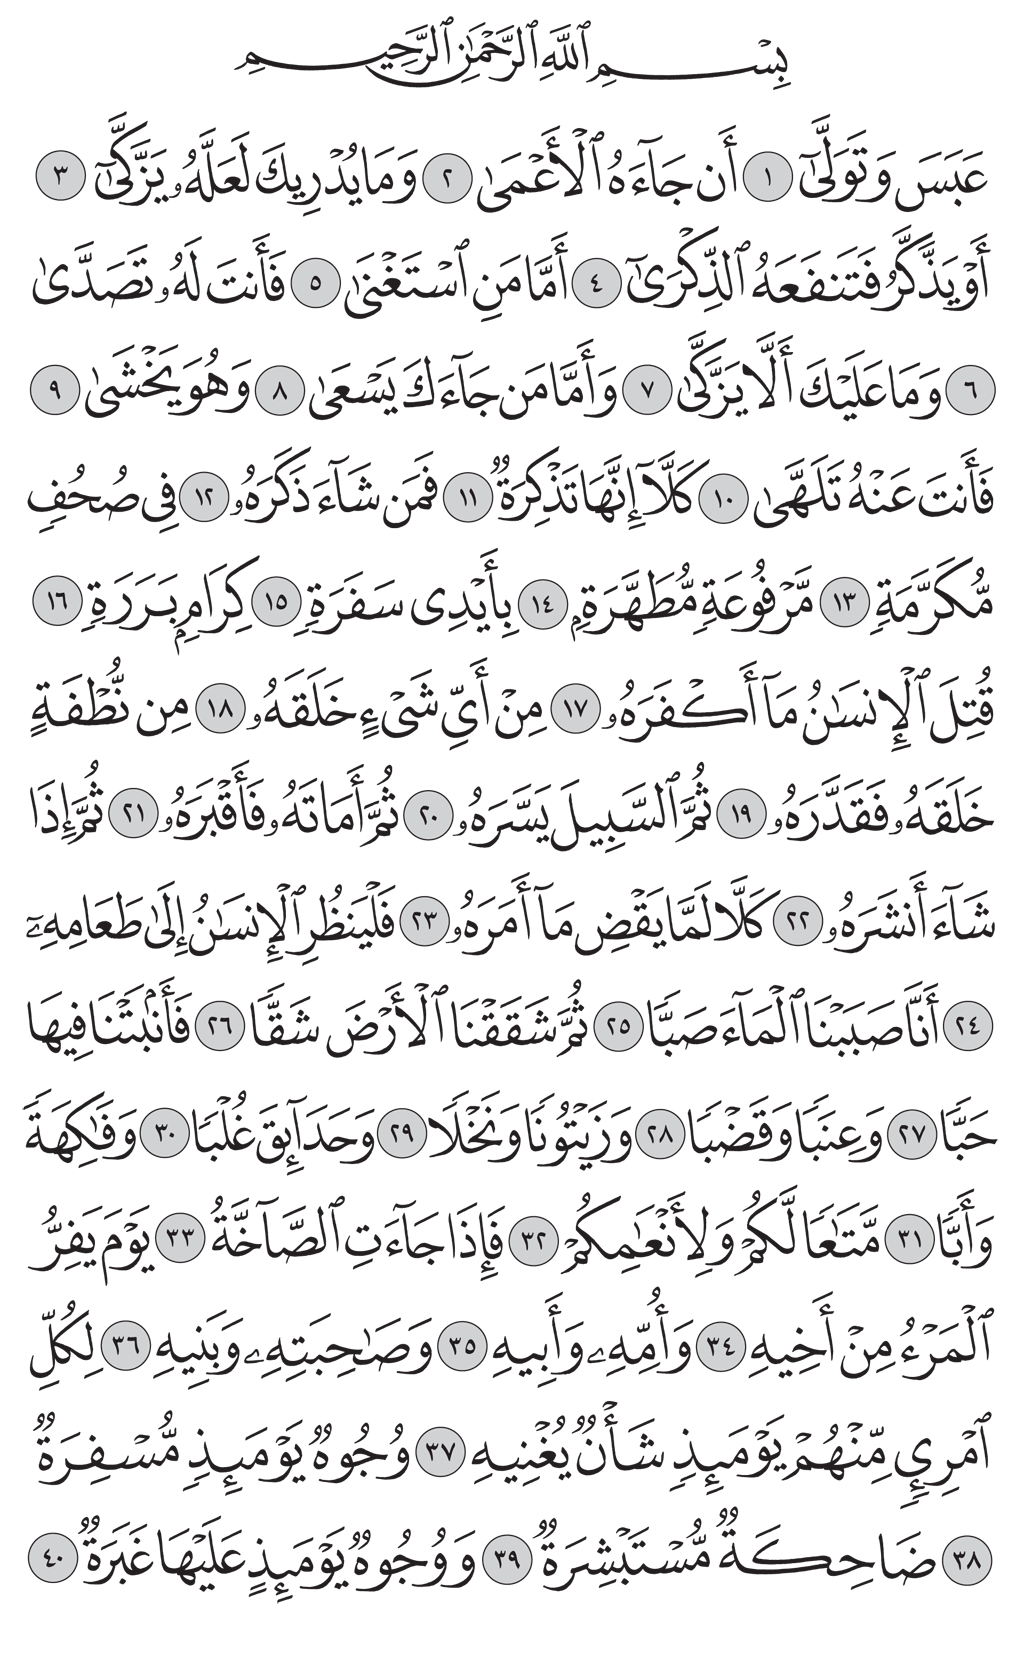 بِسْمِ ٱللَّهِ ٱلرَّحْمَٰنِ ٱلرَّحِيمِ
عَبَسَ وَتَوَلَّىٰٓ ١ أَن جَآءَهُ ٱلْأَعْمَىٰ ٢ وَمَا يُدْرِيكَ لَعَلَّهُۥ يَزَّكَّىٰٓ ٣
أَوْ يَذَّكَّرُ فَتَنفَعَهُ ٱلذِّكْرَىٰٓ ٤ أَمَّا مَنِ ٱسْتَغْنَىٰ ٥ فَأَنتَ لَهُۥ تَصَدَّىٰ
٦ وَمَا عَلَيْكَ أَلَّا يَزَّكَّىٰ ٧ وَأَمَّا مَن جَآءَكَ يَسْعَىٰ ٨ وَهُوَ يَخْشَىٰ ٩
فَأَنتَ عَنْهُ تَلَهَّىٰ ١٠ كَلَّآ إِنَّهَا تَذْكِرَةٌ ١١ فَمَن شَآءَ ذَكَرَهُۥ ١٢ فِى صُحُفٍ
مُّكَرَّمَةٍ ١٣ مَّرْفُوعَةٍ مُّطَهَّرَةٍۭ ١٤ بِأَيْدِى سَفَرَةٍ ١٥ كِرَامٍۭ بَرَرَةٍ ١٦
قُتِلَ ٱلْإِنسَٰنُ مَآ أَكْفَرَهُۥ ١٧ مِنْ أَىِّ شَىْءٍ خَلَقَهُۥ ١٨ مِن نُّطْفَةٍ
خَلَقَهُۥ فَقَدَّرَهُۥ ١٩ ثُمَّ ٱلسَّبِيلَ يَسَّرَهُۥ ٢٠ ثُمَّ أَمَاتَهُۥ فَأَقْبَرَهُۥ ٢١ ثُمَّ إِذَا
شَآءَ أَنشَرَهُۥ ٢٢ كَلَّا لَمَّا يَقْضِ مَآ أَمَرَهُۥ ٢٣ فَلْيَنظُرِ ٱلْإِنسَٰنُ إِلَىٰ طَعَامِهِۦٓ
٢٤ أَنَّا صَبَبْنَا ٱلْمَآءَ صَبًّا ٢٥ ثُمَّ شَقَقْنَا ٱلْأَرْضَ شَقًّا ٢٦ فَأَنۢبَتْنَا فِيهَا
حَبًّا ٢٧ وَعِنَبًا وَقَضْبًا ٢٨ وَزَيْتُونًا وَنَخْلًا ٢٩ وَحَدَآئِقَ غُلْبًا ٣٠ وَفَٰكِهَةً
وَأَبًّا ٣١ مَّتَٰعًا لَّكُمْ وَلِأَنْعَٰمِكُمْ ٣٢ فَإِذَا جَآءَتِ ٱلصَّآخَّةُ ٣٣ يَوْمَ يَفِرُّ
ٱلْمَرْءُ مِنْ أَخِيهِ ٣٤ وَأُمِّهِۦ وَأَبِيهِ ٣٥ وَصَٰحِبَتِهِۦ وَبَنِيهِ ٣٦ لِكُلِّ
ٱمْرِئٍ مِّنْهُمْ يَوْمَئِذٍ شَأْنٌ يُغْنِيهِ ٣٧ وُجُوهٌ يَوْمَئِذٍ مُّسْفِرَةٌ
٣٨ ضَاحِكَةٌ مُّسْتَبْشِرَةٌ ٣٩ وَوُجُوهٌ يَوْمَئِذٍ عَلَيْهَا غَبَرَةٌ ٤٠